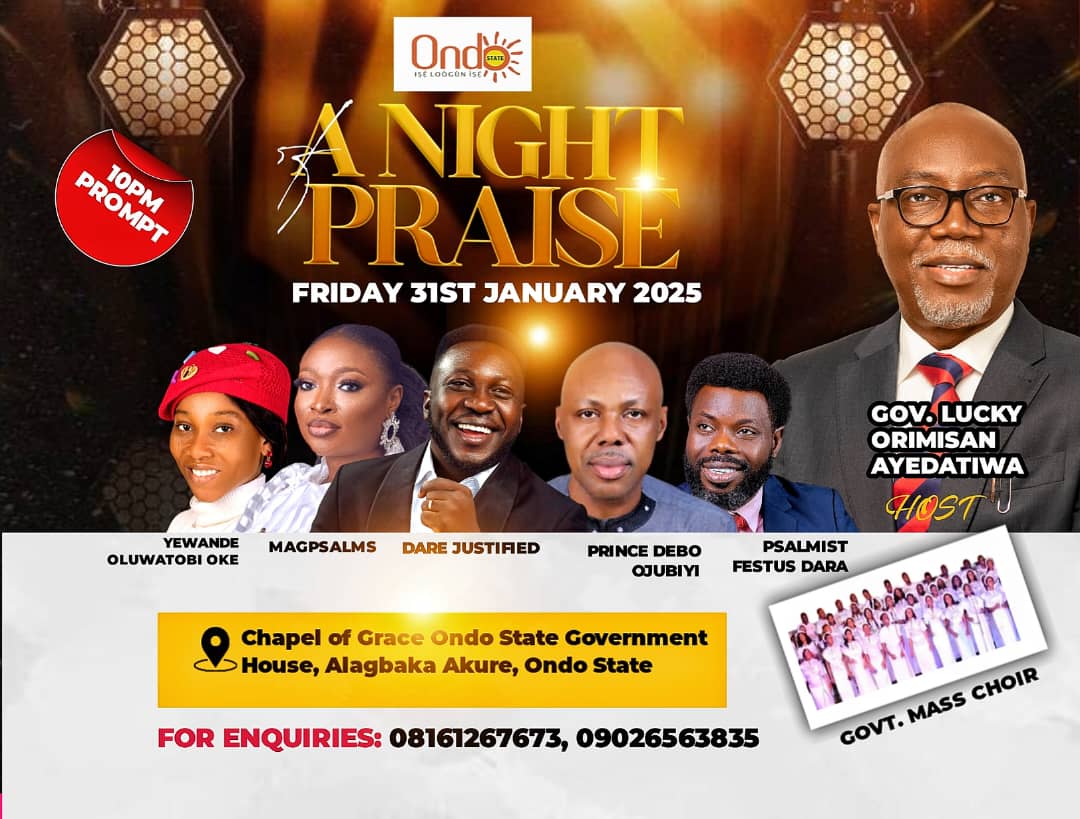 Ondo
STATE
ISẸ LOÒGÙN ISẸ
10PM
PROMPT
A NIGHT
OF
PRAISE
FRIDAY 31ST JANUARY 2025
GOV. LUCKY
ORIMISAN
AYEDATIWA
HOST
YEWANDE
OLUWATOBI OKE
MAGPSALMS
DARE JUSTIFIED
PRINCE DEBO
OJUBIYI
PSALMIST
FESTUS DARA
Chapel of Grace Ondo State Government
House, Alagbaka Akure, Ondo State
GOVT. MASS CHOIR
FOR ENQUIRIES: 08161267673, 09026563835